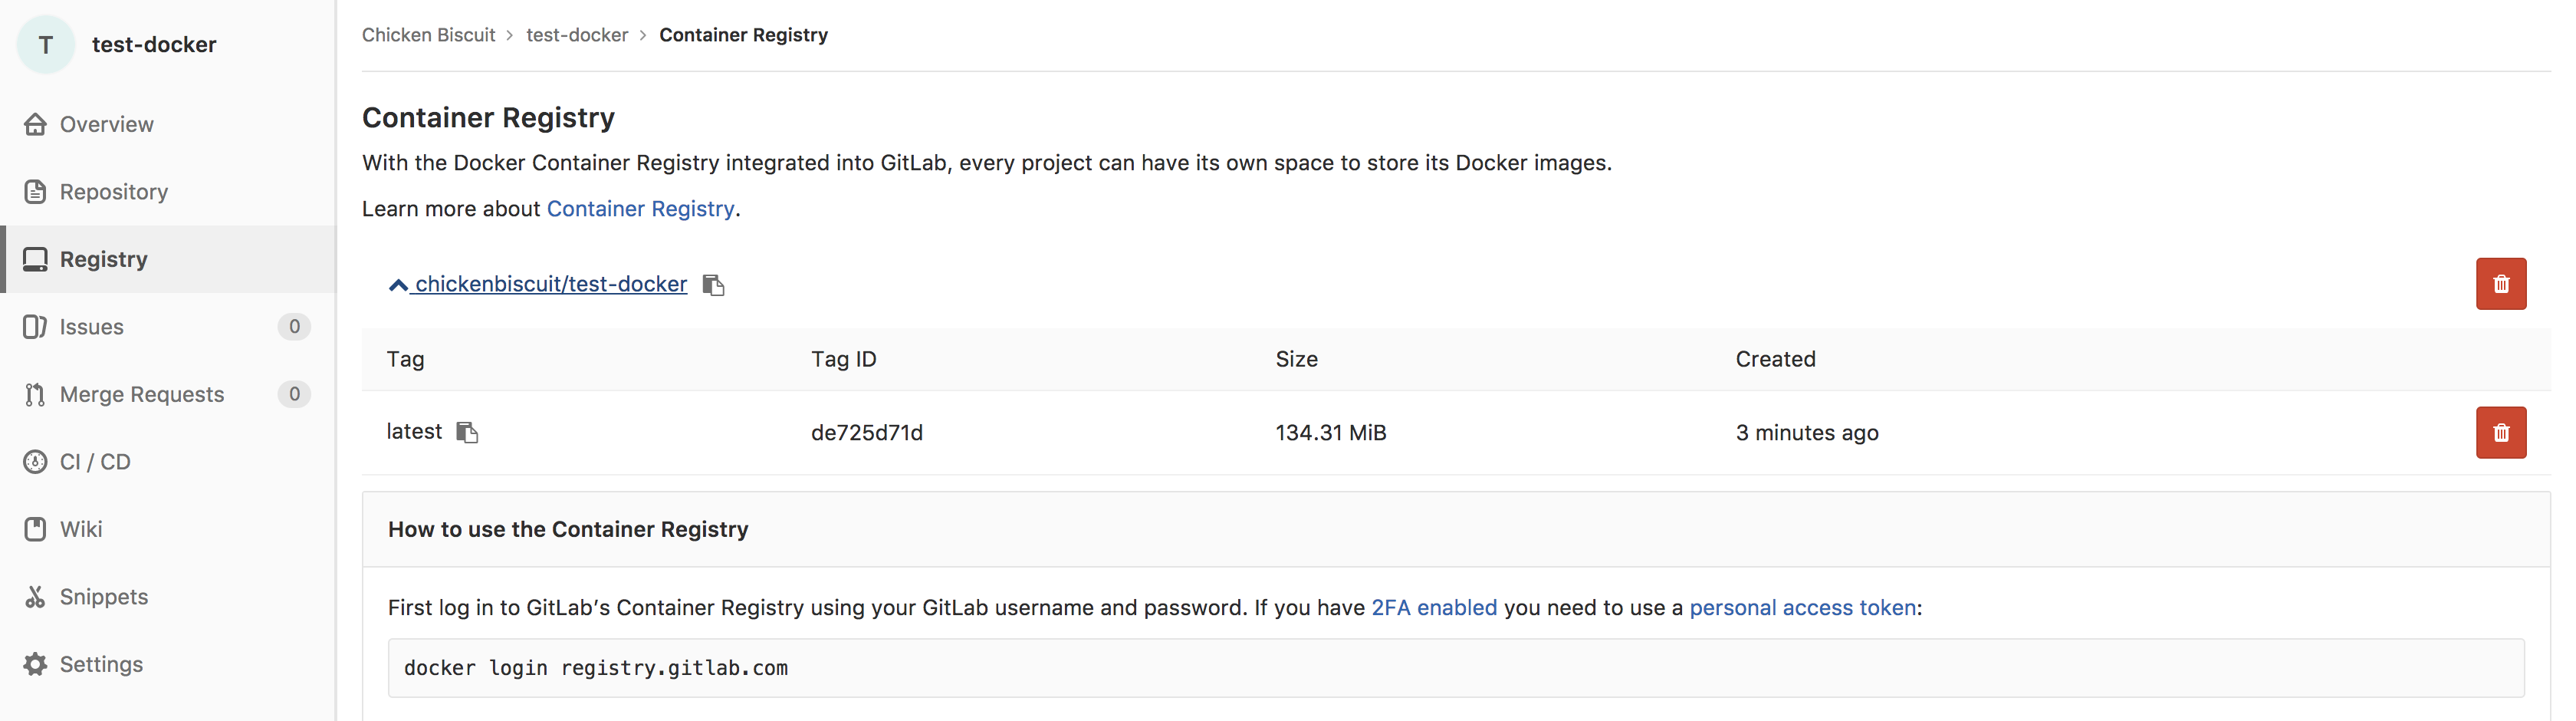 T test-docker
Overview
Repository
Registry
Issues 0
Merge Requests 0
CI / CD
Wiki
Snippets
Settings
Chicken Biscuit > test-docker > Container Registry
Container Registry
With the Docker Container Registry integrated into GitLab, every project can have its own space to store its Docker images.
Learn more about Container Registry.
chickenbiscuit/test-docker
Tag Tag ID Size Created
latest de725d71d 134.31 MiB 3 minutes ago
How to use the Container Registry
First log in to GitLab’s Container Registry using your GitLab username and password. If you have 2FA enabled you need to use a personal access token:
docker login registry.gitlab.com